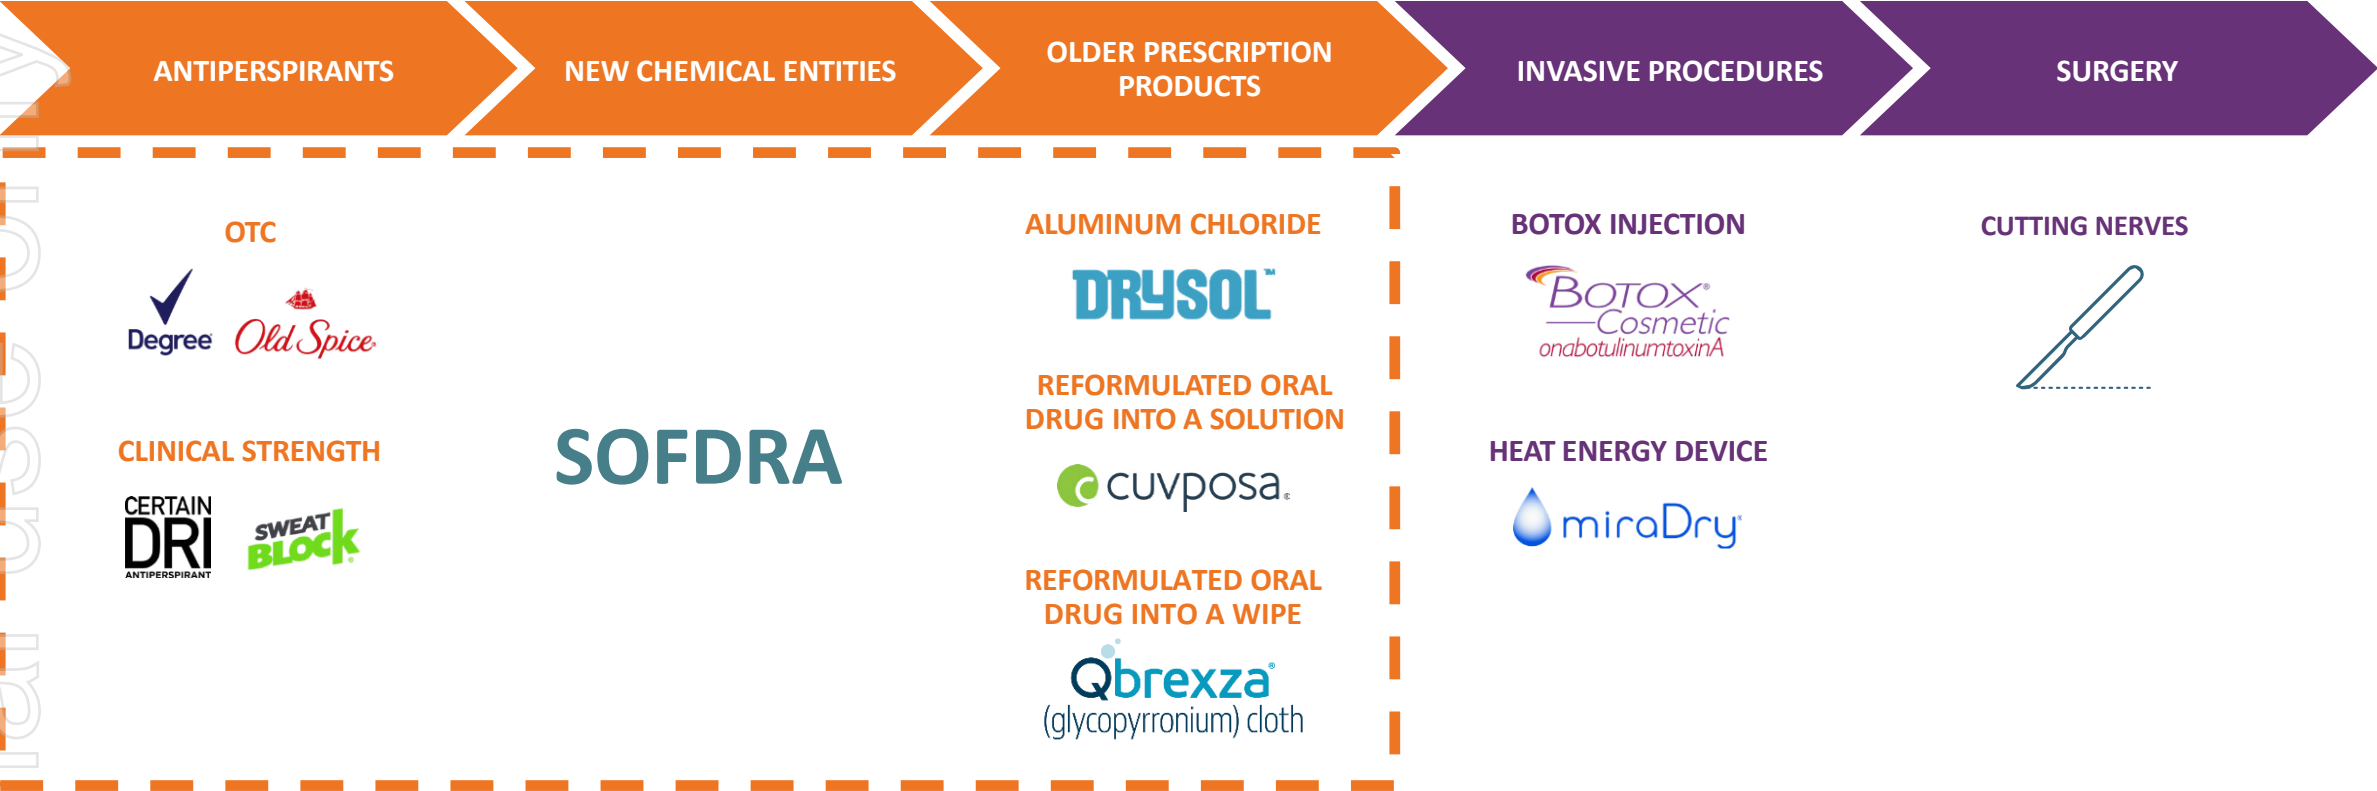 ANTIPERSPIRANTS
NEW CHEMICAL ENTITIES
OLDER PRESCRIPTION
PRODUCTS
INVASIVE PROCEDURES
SURGERY
OTC
Degree
Old Spice
CLINICAL STRENGTH
CERTAIN
DRI
ANTIPERSPIRANT
SWEAT
BLOCK
SOFDRA
ALUMINUM CHLORIDE
DRYSOL™
REFORMULATED ORAL
DRUG INTO A SOLUTION
cuvposa
REFORMULATED ORAL
DRUG INTO A WIPE
Qbrexza®
(glycopyrronium) cloth
BOTOX INJECTION
BOTOX®
Cosmetic
onabotulinumtoxinA
HEAT ENERGY DEVICE
miraDry
CUTTING NERVES